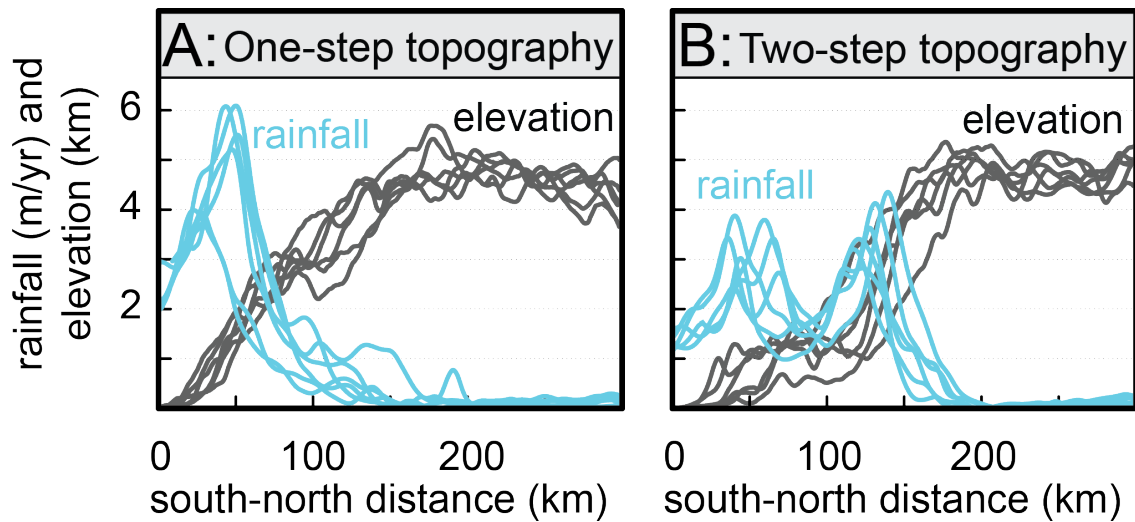 A: One-step topography
B: Two-step topography
rainfall (m/yr) and
elevation (km)
6
4
2
rainfall
elevation
rainfall
elevation
0 100 200
0 100 200
south-north distance (km)
south-north distance (km)